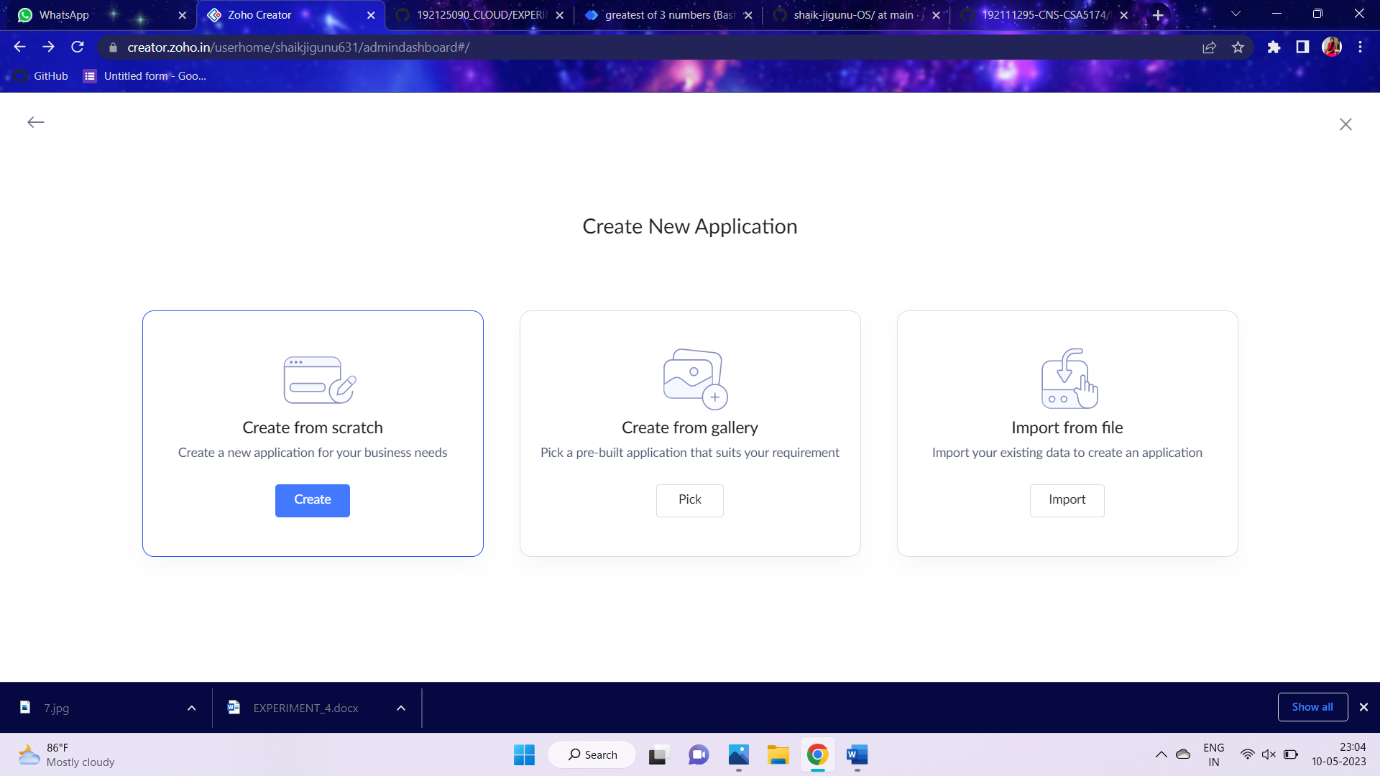 WhatsApp
Zoho Creator
192125090_CLOUD/EXPERI
greatest of 3 numbers (Bas
shaik-jigunu-OS/ at main ·
192111295-CNS-CSA5174/
creator.zoho.in/userhome/shaikjigunu631/admindashboard#/
GitHub
Untitled form - Goo...
Create New Application
Create from scratch
Create a new application for your business needs
Create
Create from gallery
Pick a pre-built application that suits your requirement
Pick
Import from file
Import your existing data to create an application
Import
7.jpg
EXPERIMENT_4.docx
Show all
86°F
Mostly cloudy
Search
ENG
IN
23:04
10-05-2023